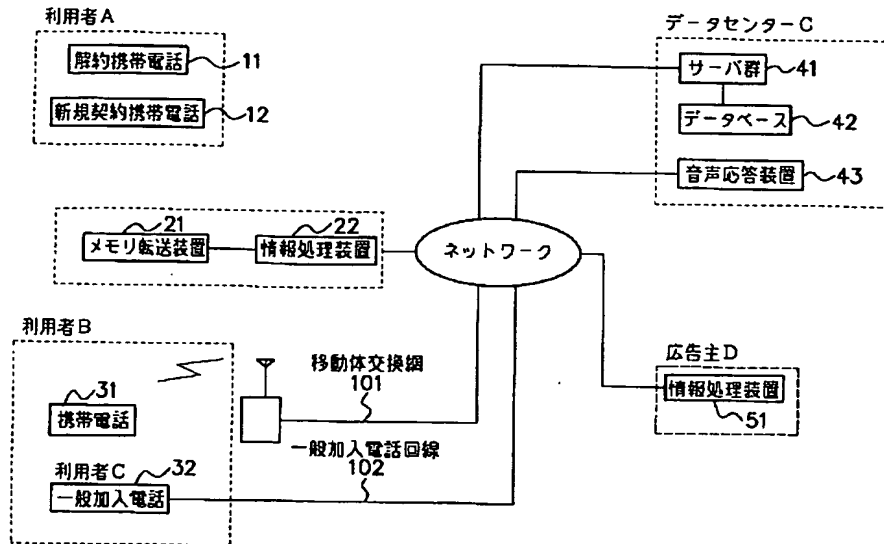 利用者A
解約携帯電話
11
新規契約携帯電話
12
データセンターC
サーバ群
41
データベース
42
音声応答装置
43
21
メモリ転送装置
22
情報処理装置
ネットワーク
利用者B
31
携帯電話
移動体交換網
101
利用者C
32
一般加入電話
一般加入電話回線
102
広告主D
情報処理装置
51